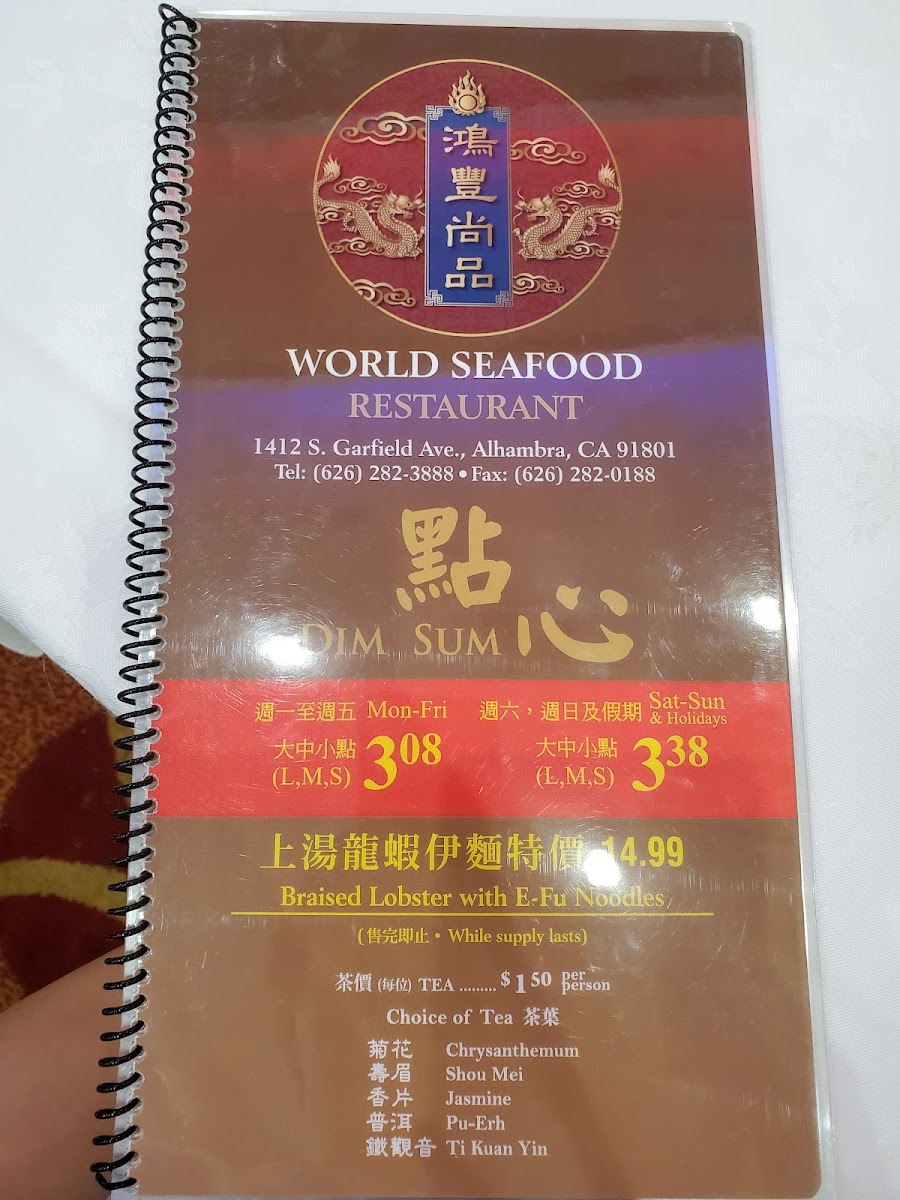 鴻豐尚品
WORLD SEAFOOD
RESTAURANT
1412 S. Garfield Ave., Alhambra, CA 91801
Tel: (626) 282-3888 • Fax: (626) 282-0188
點心
DIM SUM
週一至週五 Mon-Fri
大中小點
(L,M,S) 3.08
週六，週日及假期 Sat-Sun
& Holidays
大中小點
(L,M,S) 3.38
上湯龍蝦伊麵特價 14.99
Braised Lobster with E-Fu Noodles
(售完即止 • While supply lasts)
茶價 (每位) TEA ......... $1.50 per person
Choice of Tea 茶葉
菊花 Chrysanthemum
壽眉 Shou Mei
香片 Jasmine
普洱 Pu-Erh
鐵觀音 Ti Kuan Yin